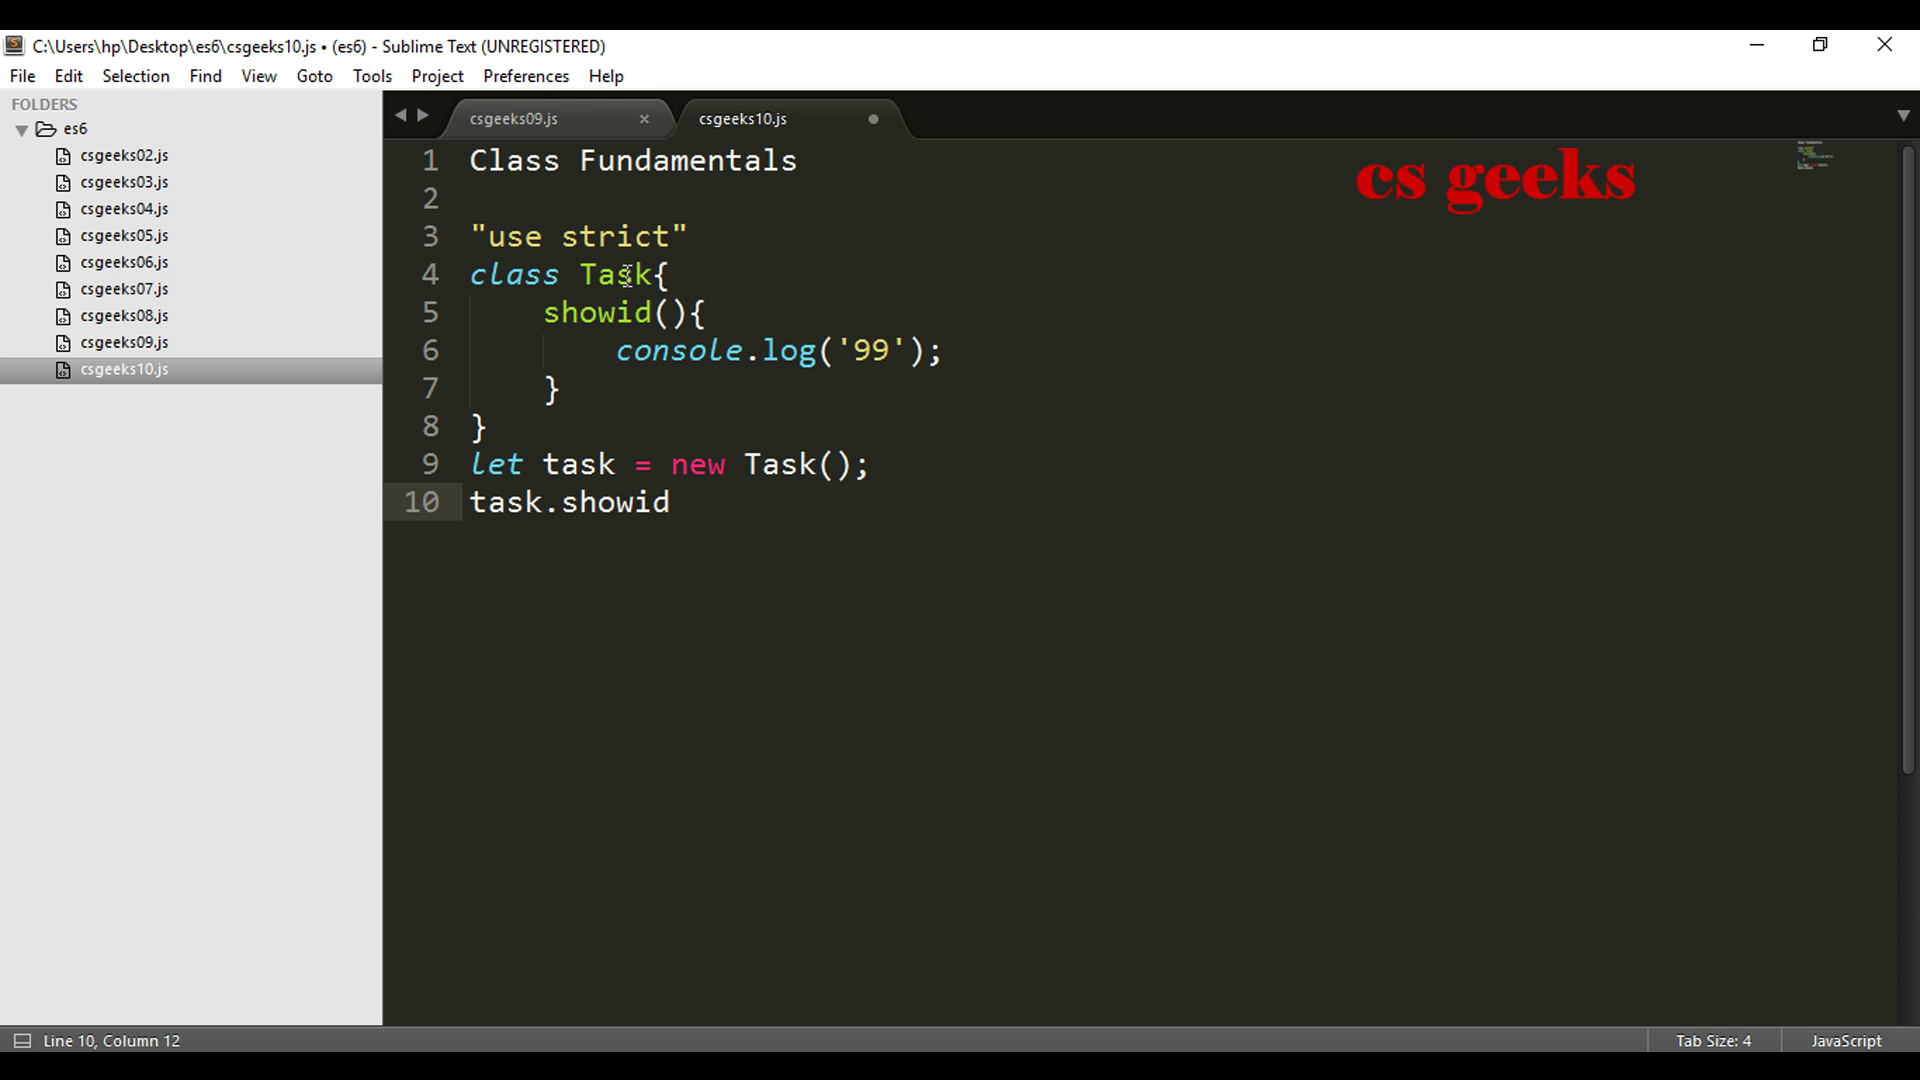 C:\Users\hp\Desktop\es6\csgeeks10.js • (es6) - Sublime Text (UNREGISTERED)
File Edit Selection Find View Goto Tools Project Preferences Help
FOLDERS
es6
csgeeks02.js
csgeeks03.js
csgeeks04.js
csgeeks05.js
csgeeks06.js
csgeeks07.js
csgeeks08.js
csgeeks09.js
csgeeks10.js
csgeeks09.js csgeeks10.js
cs geeks
1 Class Fundamentals
2
3 "use strict"
4 class Task{
5     showid(){
6         console.log('99');
7     }
8 }
9 let task = new Task();
10 task.showid
Line 10, Column 12
Tab Size: 4 JavaScript